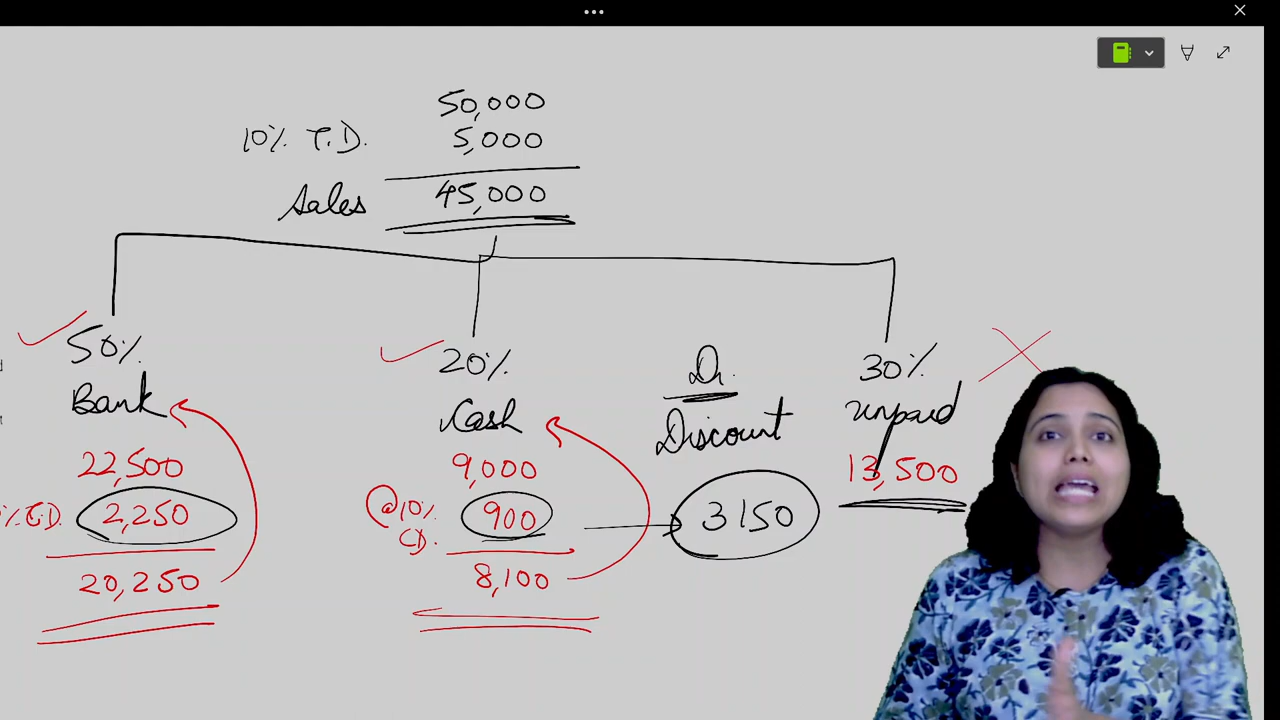 50,000
10% T.D. 5,000
Sales 45,000
50%
Bank
22,500
% C.D. 2,250
20,250
20%
Cash
9,000
@10% C.D. 900
8,100
Dr.
Discount
3150
30%
unpaid
13,500